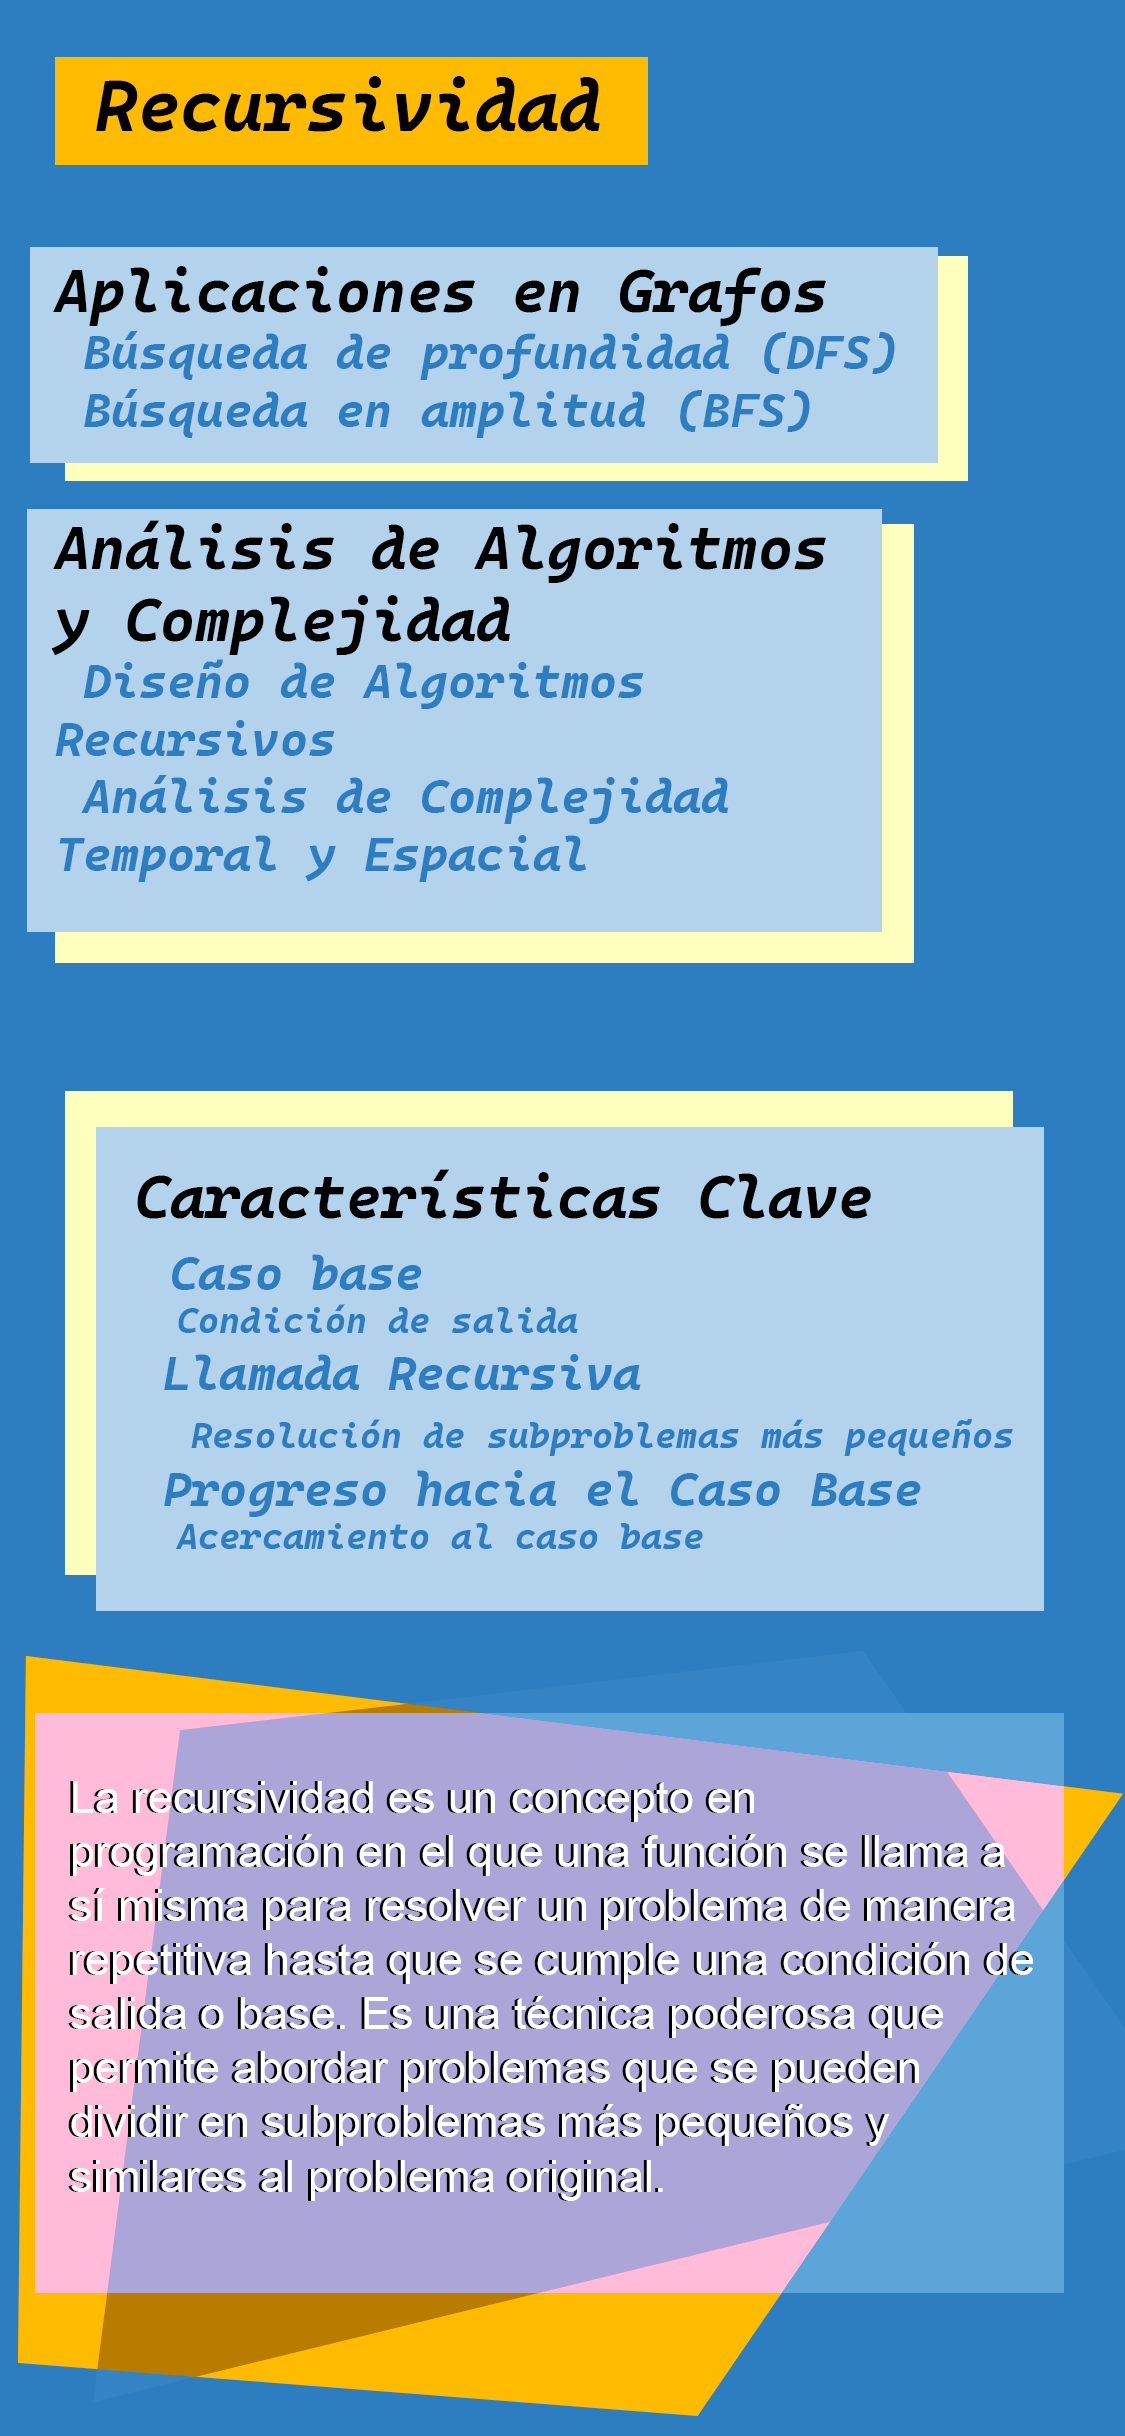 Recursividad
Aplicaciones en Grafos
Búsqueda de profundidad (DFS)
Búsqueda en amplitud (BFS)
Análisis de Algoritmos
y Complejidad
Diseño de Algoritmos
Recursivos
Análisis de Complejidad
Temporal y Espacial
Características Clave
Caso base
Condición de salida
Llamada Recursiva
Resolución de subproblemas más pequeños
Progreso hacia el Caso Base
Acercamiento al caso base
La recursividad es un concepto en
programación en el que una función se llama a
sí misma para resolver un problema de manera
repetitiva hasta que se cumple una condición de
salida o base. Es una técnica poderosa que
permite abordar problemas que se pueden
dividir en subproblemas más pequeños y
similares al problema original.